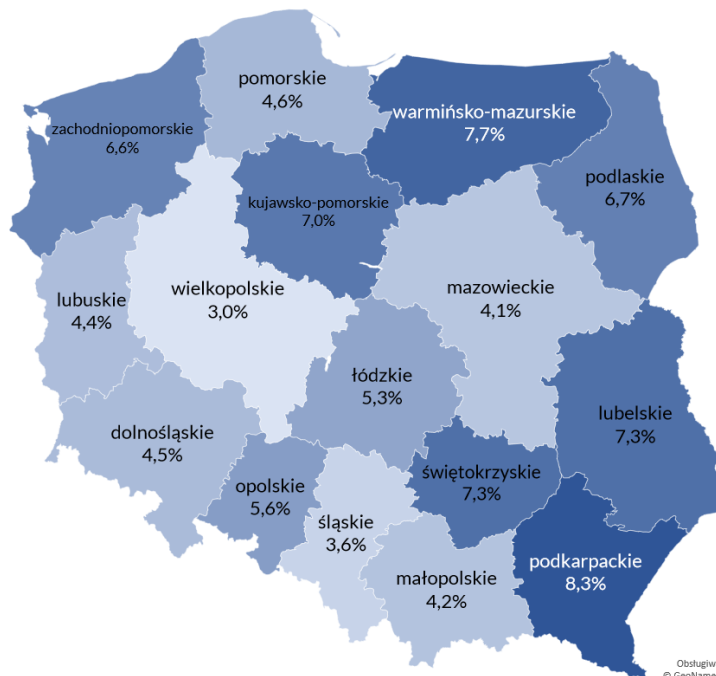 pomorskie
4,6%
warmińsko-mazurskie
7,7%
zachodniopomorskie
6,6%
podlaskie
6,7%
kujawsko-pomorskie
7,0%
wielkopolskie
3,0%
mazowieckie
4,1%
lubuskie
4,4%
łódzkie
5,3%
lubelskie
7,3%
dolnośląskie
4,5%
świętokrzyskie
7,3%
opolskie
5,6%
śląskie
3,6%
podkarpackie
8,3%
małopolskie
4,2%
Obsługiw
© GeoName